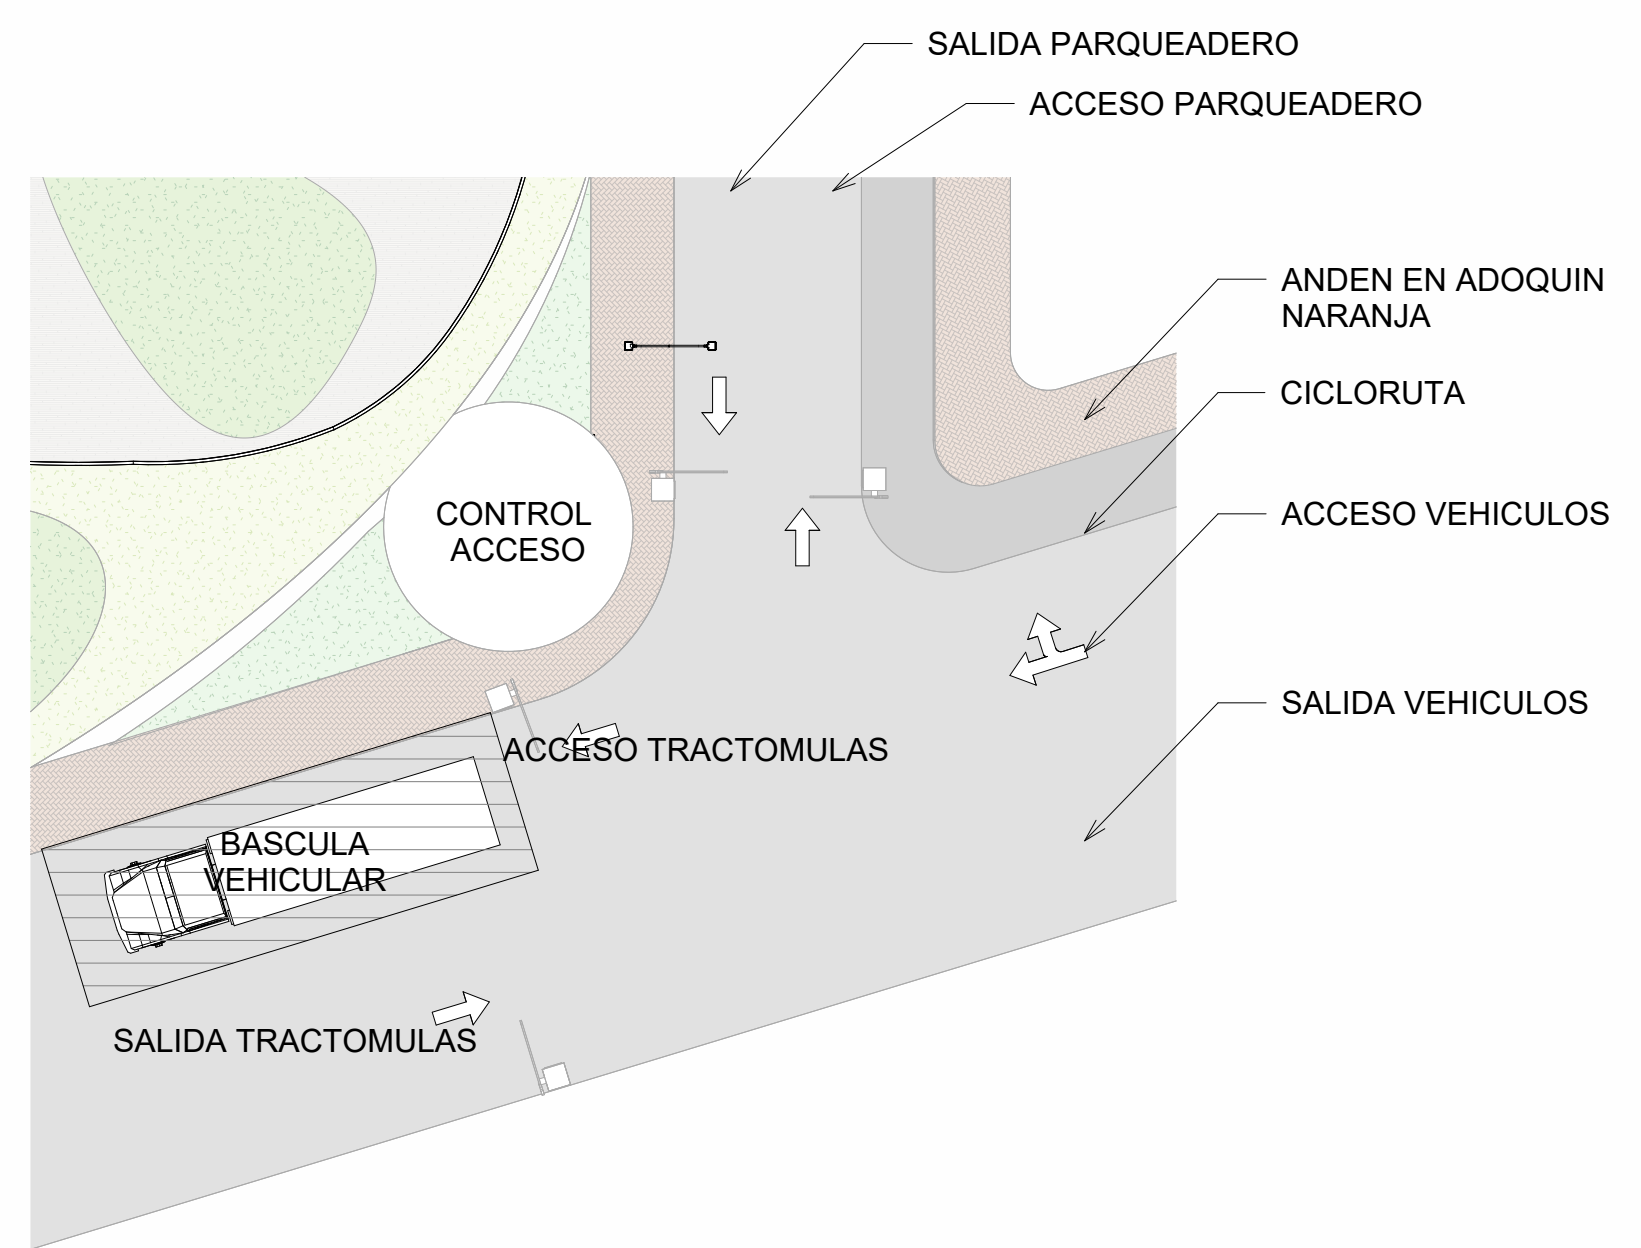 SALIDA PARQUEADERO
ACCESO PARQUEADERO
ANDEN EN ADOQUIN
NARANJA
CICLORUTA
CONTROL
ACCESO
ACCESO VEHICULOS
SALIDA VEHICULOS
ACCESO TRACTOMULAS
BASCULA
VEHICULAR
SALIDA TRACTOMULAS